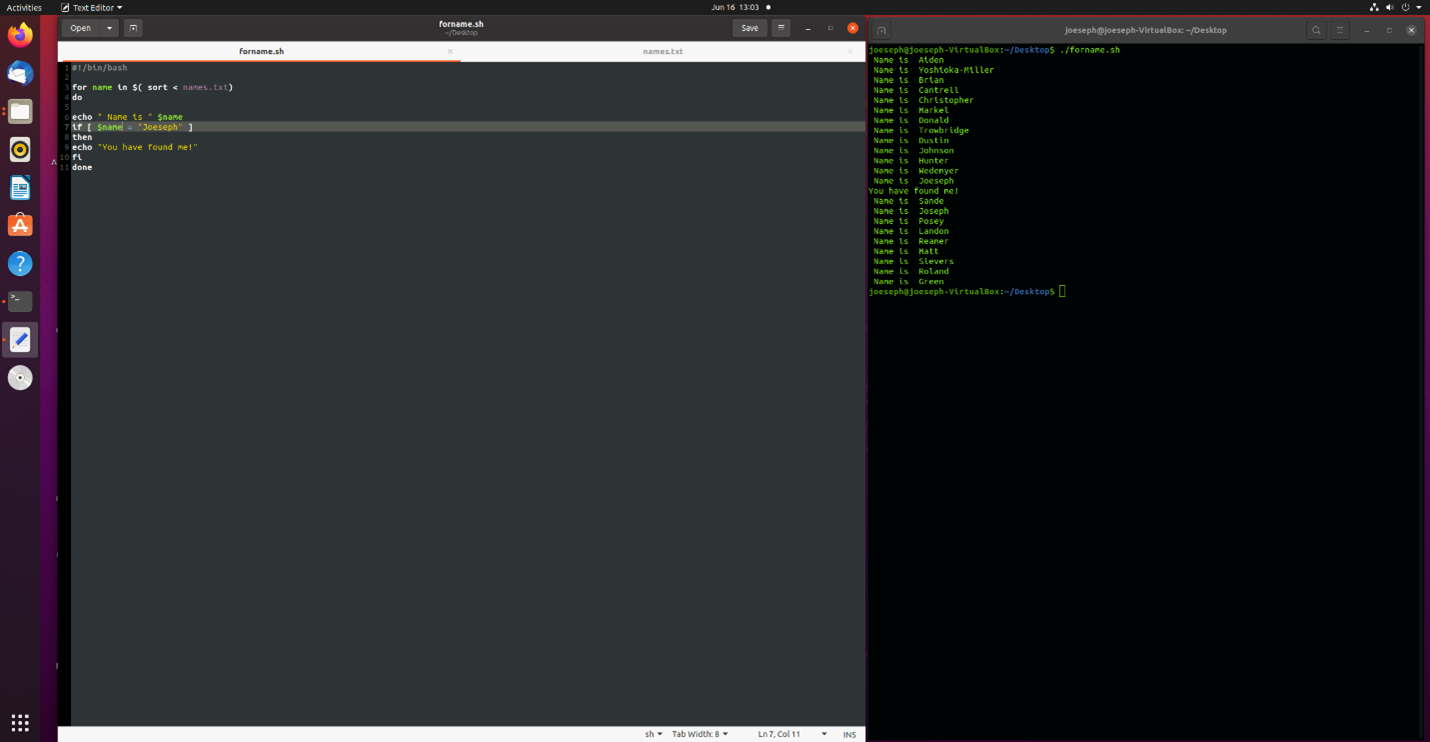 Activities
Text Editor
Jun 16 13:03
Open
forname.sh
~/Desktop
Save
forname.sh
names.txt
1 #!/bin/bash
2
3 for name in $( sort < names.txt)
4 do
5
6 echo " Name is " $name
7 if [ $name = "Joeseph" ]
8 then
9 echo "You have found me!"
10 fi
11 done
sh
Tab Width: 8
Ln 7, Col 11
INS
joeseph@joeseph-VirtualBox: ~/Desktop
joeseph@joeseph-VirtualBox:~/Desktop$ ./forname.sh
Name is  Aiden
Name is  Yoshioka-Miller
Name is  Brian
Name is  Cantrell
Name is  Christopher
Name is  Markel
Name is  Donald
Name is  Trowbridge
Name is  Dustin
Name is  Johnson
Name is  Hunter
Name is  Wedemyer
Name is  Joeseph
You have found me!
Name is  Sande
Name is  Joseph
Name is  Posey
Name is  Landon
Name is  Reamer
Name is  Matt
Name is  Sievers
Name is  Roland
Name is  Green
joeseph@joeseph-VirtualBox:~/Desktop$